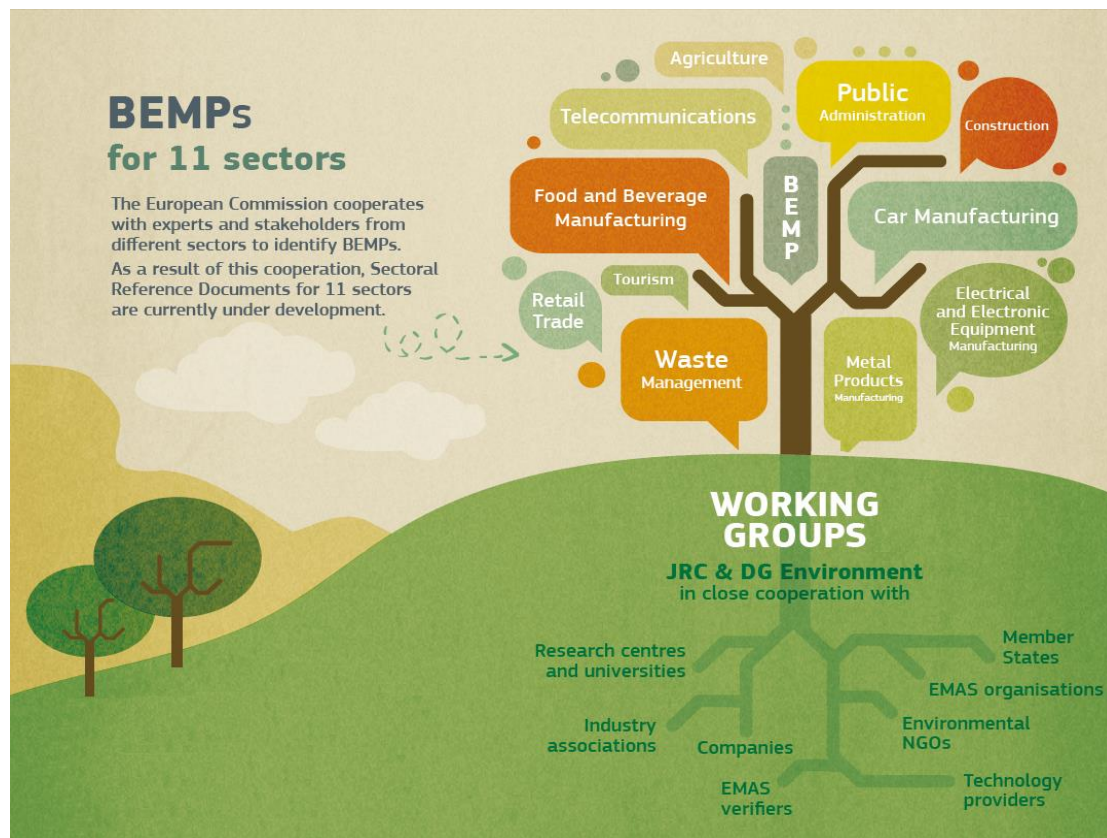 BEMPs
for 11 sectors
The European Commission cooperates
with experts and stakeholders from
different sectors to identify BEMPs.
As a result of this cooperation, Sectoral
Reference Documents for 11 sectors
are currently under development.
Agriculture
Telecommunications
Public
Administration
Construction
Food and Beverage
Manufacturing
BEMP
Car Manufacturing
Retail
Trade
Tourism
Electrical
and Electronic
Equipment
Manufacturing
Waste
Management
Metal
Products
Manufacturing
WORKING
GROUPS
JRC & DG Environment
in close cooperation with
Research centres
and universities
Member
States
EMAS organisations
Industry
associations
Companies
Environmental
NGOs
EMAS
verifiers
Technology
providers